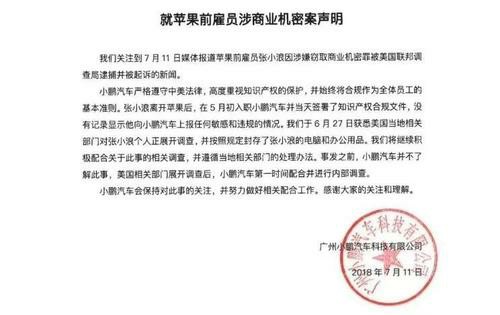 就苹果前雇员涉商业机密案声明
我们关注到7月11日媒体报道苹果前雇员张小浪因涉嫌窃取商业机密罪被美国联邦调
查局逮捕并被起诉的新闻。
小鹏汽车严格遵守中美法律，高度重视知识产权的保护，并始终将合规作为全体员工的
基本准则。张小浪离开苹果后，在5月初入职小鹏汽车并当天签署了知识产权合规文件，没
有记录显示他向小鹏汽车上报任何敏感和违规的情况。我们于6月27日获悉美国当地相关
部门对张小浪个人正展开调查，并按照规定封存了张小浪的电脑和办公用品。我们将继续积
极配合关于此事的相关调查，并遵循当地相关部门的处理办法。事发之前，小鹏汽车并不了
解此事，美国相关部门展开调查后，小鹏汽车第一时间配合并进行内部调查。
小鹏汽车会保持对此事的关注，并努力做好相关配合工作。感谢大家的关注和理解。
广州小鹏汽车科技有限公司
广州小鹏汽车科技有限公司
2018年7月11日